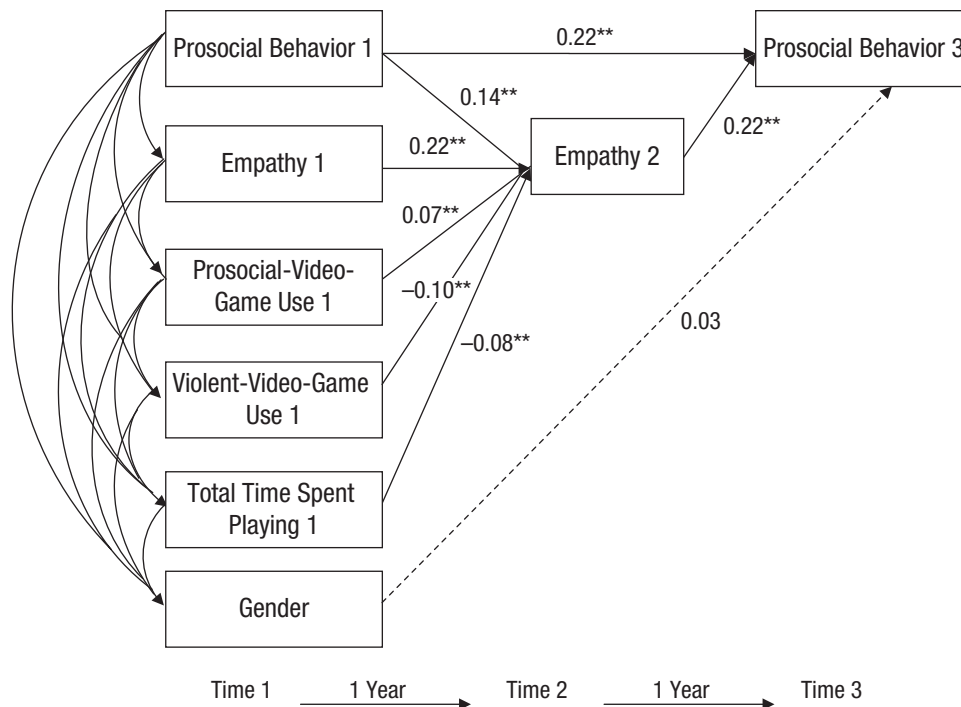 Prosocial Behavior 1
0.22**
Prosocial Behavior 3
0.14**
0.22**
Empathy 1
0.22**
Empathy 2
0.07**
Prosocial-Video-
Game Use 1
–0.10**
0.03
–0.08**
Violent-Video-Game
Use 1
Total Time Spent
Playing 1
Gender
Time 1
1 Year
Time 2
1 Year
Time 3